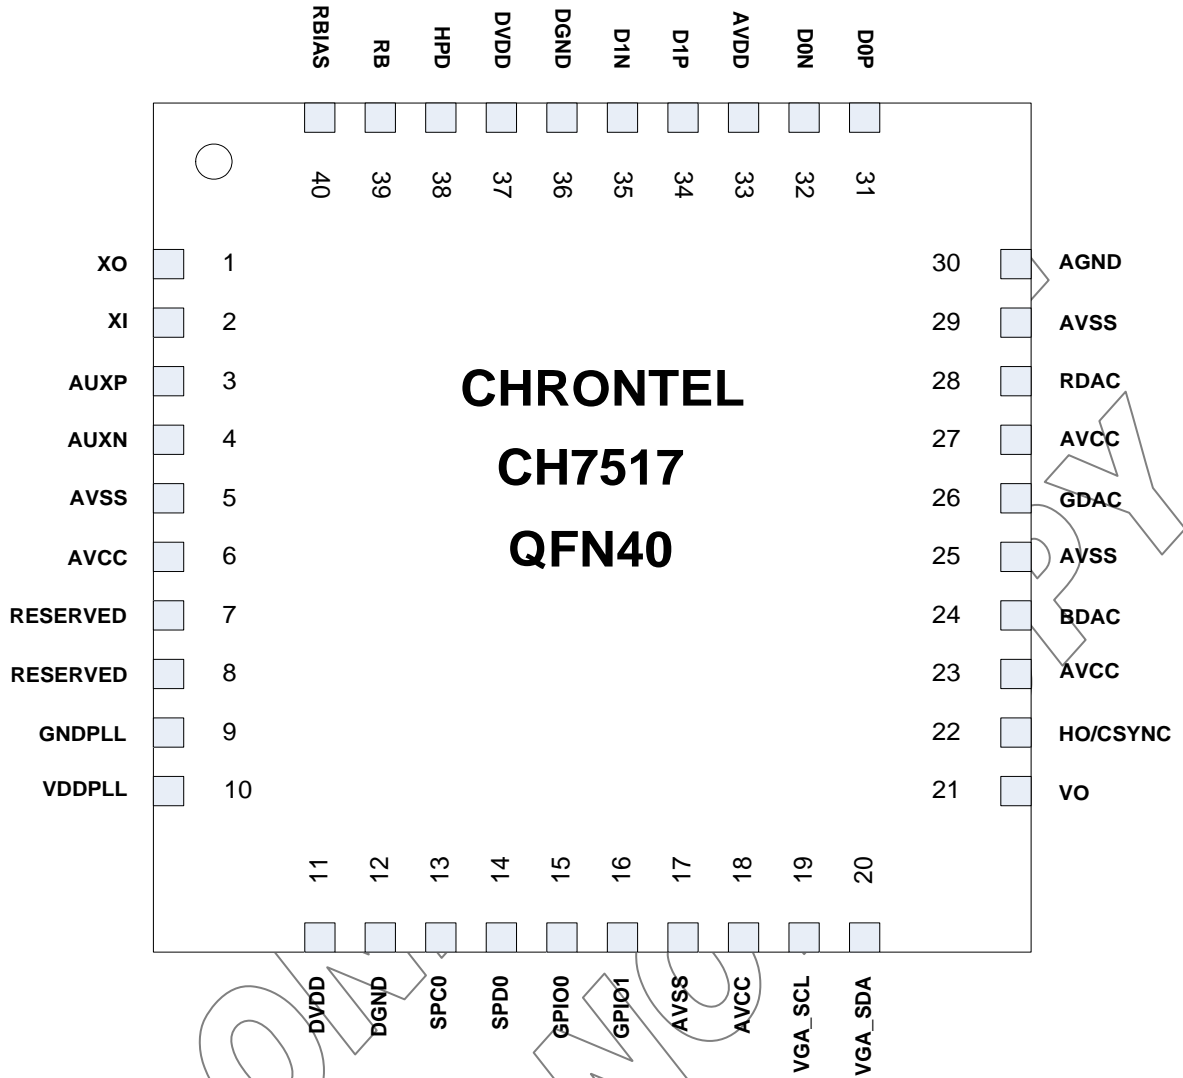 RBIAS RB HPD DVDD DGND D1N D1P AVDD D0N D0P
40 39 38 37 36 35 34 33 32 31
XO 1 30 AGND
XI 2 29 AVSS
AUXP 3 28 RDAC
AUXN 4 27 AVCC
AVSS 5 26 GDAC
AVCC 6 25 AVSS
RESERVED 7 24 BDAC
RESERVED 8 23 AVCC
GNDPLL 9 22 HO/CSYNC
VDDPLL 10 21 VO
CHRONTEL
CH7517
QFN40
11 12 13 14 15 16 17 18 19 20
DVDD DGND SPC0 SPD0 GPIO0 GPIO1 AVSS AVCC VGA_SCL VGA_SDA